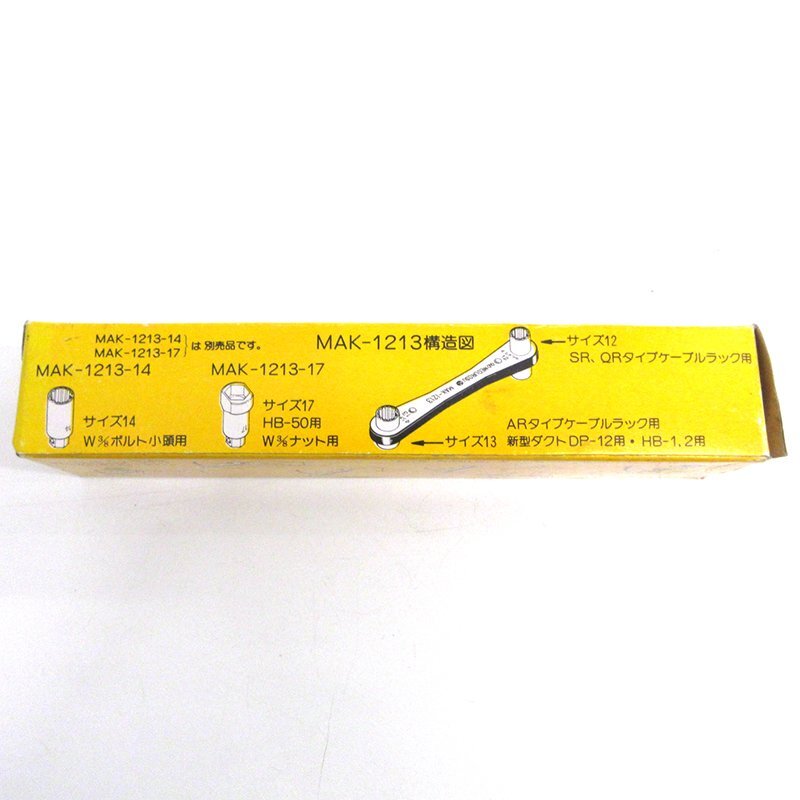 MAK-1213-14
MAK-1213-17
は別売品です。
MAK-1213構造図
サイズ12
SR、QRタイプケーブルラック用
MAK-1213-14
サイズ14
W3/8ボルト小頭用
MAK-1213-17
サイズ17
HB-50用
W3/8ナット用
MAK-1213
サイズ13
ARタイプケーブルラック用
新型ダクトDP-12用・HB-1,2用